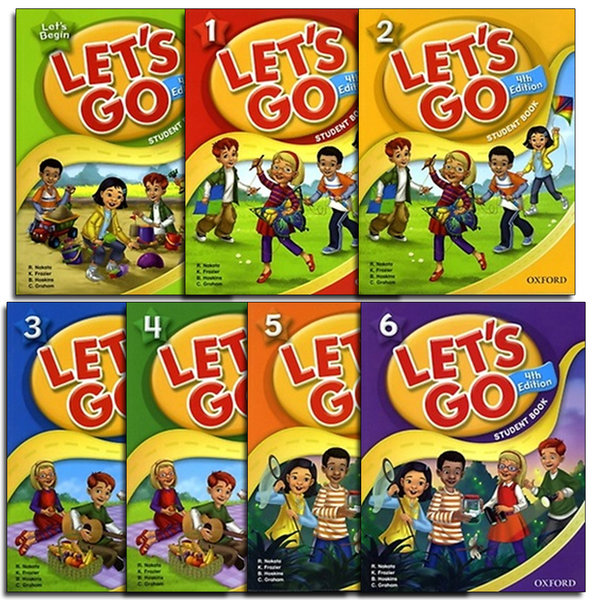 Let's
Begin
LET'S
GO
4th
Edition
STUDENT
R. Nakata
K. Frazier
B. Hoskins
C. Graham
1
LET'S
GO
4th
Edition
STUDENT BOOK
R. Nakata
K. Frazier
B. Hoskins
C. Graham
2
LET'S
GO
4th
Edition
STUDENT BOOK
R. Nakata
K. Frazier
B. Hoskins
C. Graham
OXFORD
3
LET'S
GO
R. Nakata
K. Frazier
B. Hoskins
C. Graham
4
LET'S
GO
R. Nakata
K. Frazier
B. Hoskins
C. Graham
5
LET'S
GO
R. Nakata
K. Frazier
B. Hoskins
C. Graham
6
LET'S
GO
4th
Edition
STUDENT BOOK
R. Nakata
K. Frazier
B. Hoskins
C. Graham
OXFORD